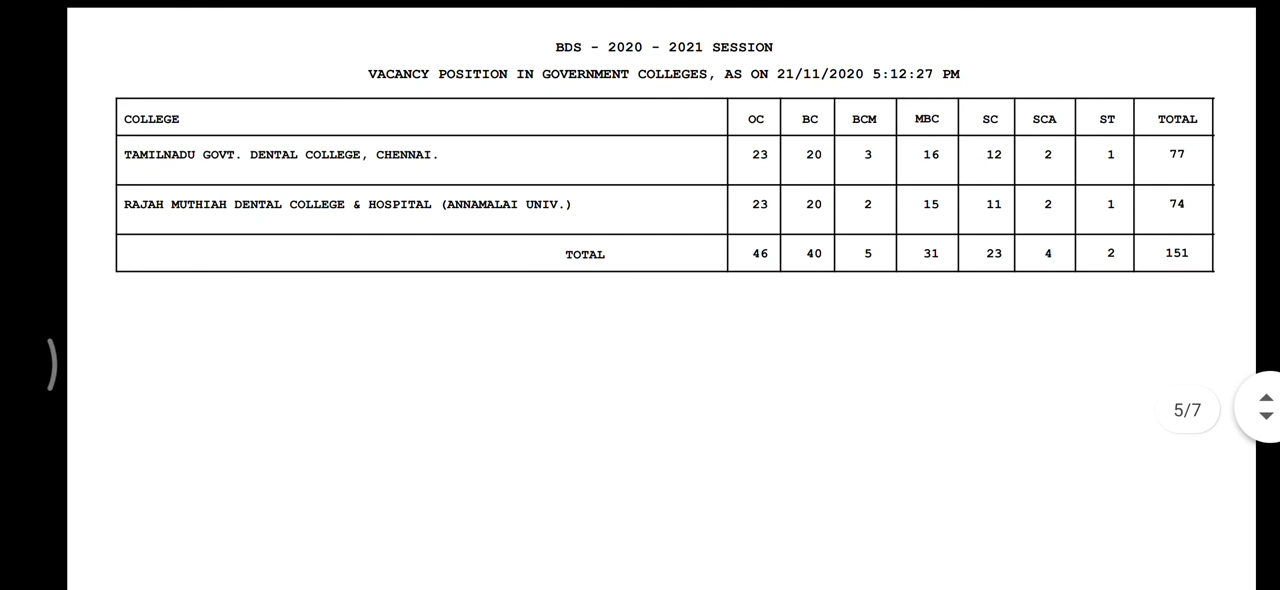 BDS - 2020 - 2021 SESSION
VACANCY POSITION IN GOVERNMENT COLLEGES, AS ON 21/11/2020 5:12:27 PM
COLLEGE OC BC BCM MBC SC SCA ST TOTAL
TAMILNADU GOVT. DENTAL COLLEGE, CHENNAI. 23 20 3 16 12 2 1 77
RAJAH MUTHIAH DENTAL COLLEGE & HOSPITAL (ANNAMALAI UNIV.) 23 20 2 15 11 2 1 74
TOTAL 46 40 5 31 23 4 2 151
5/7